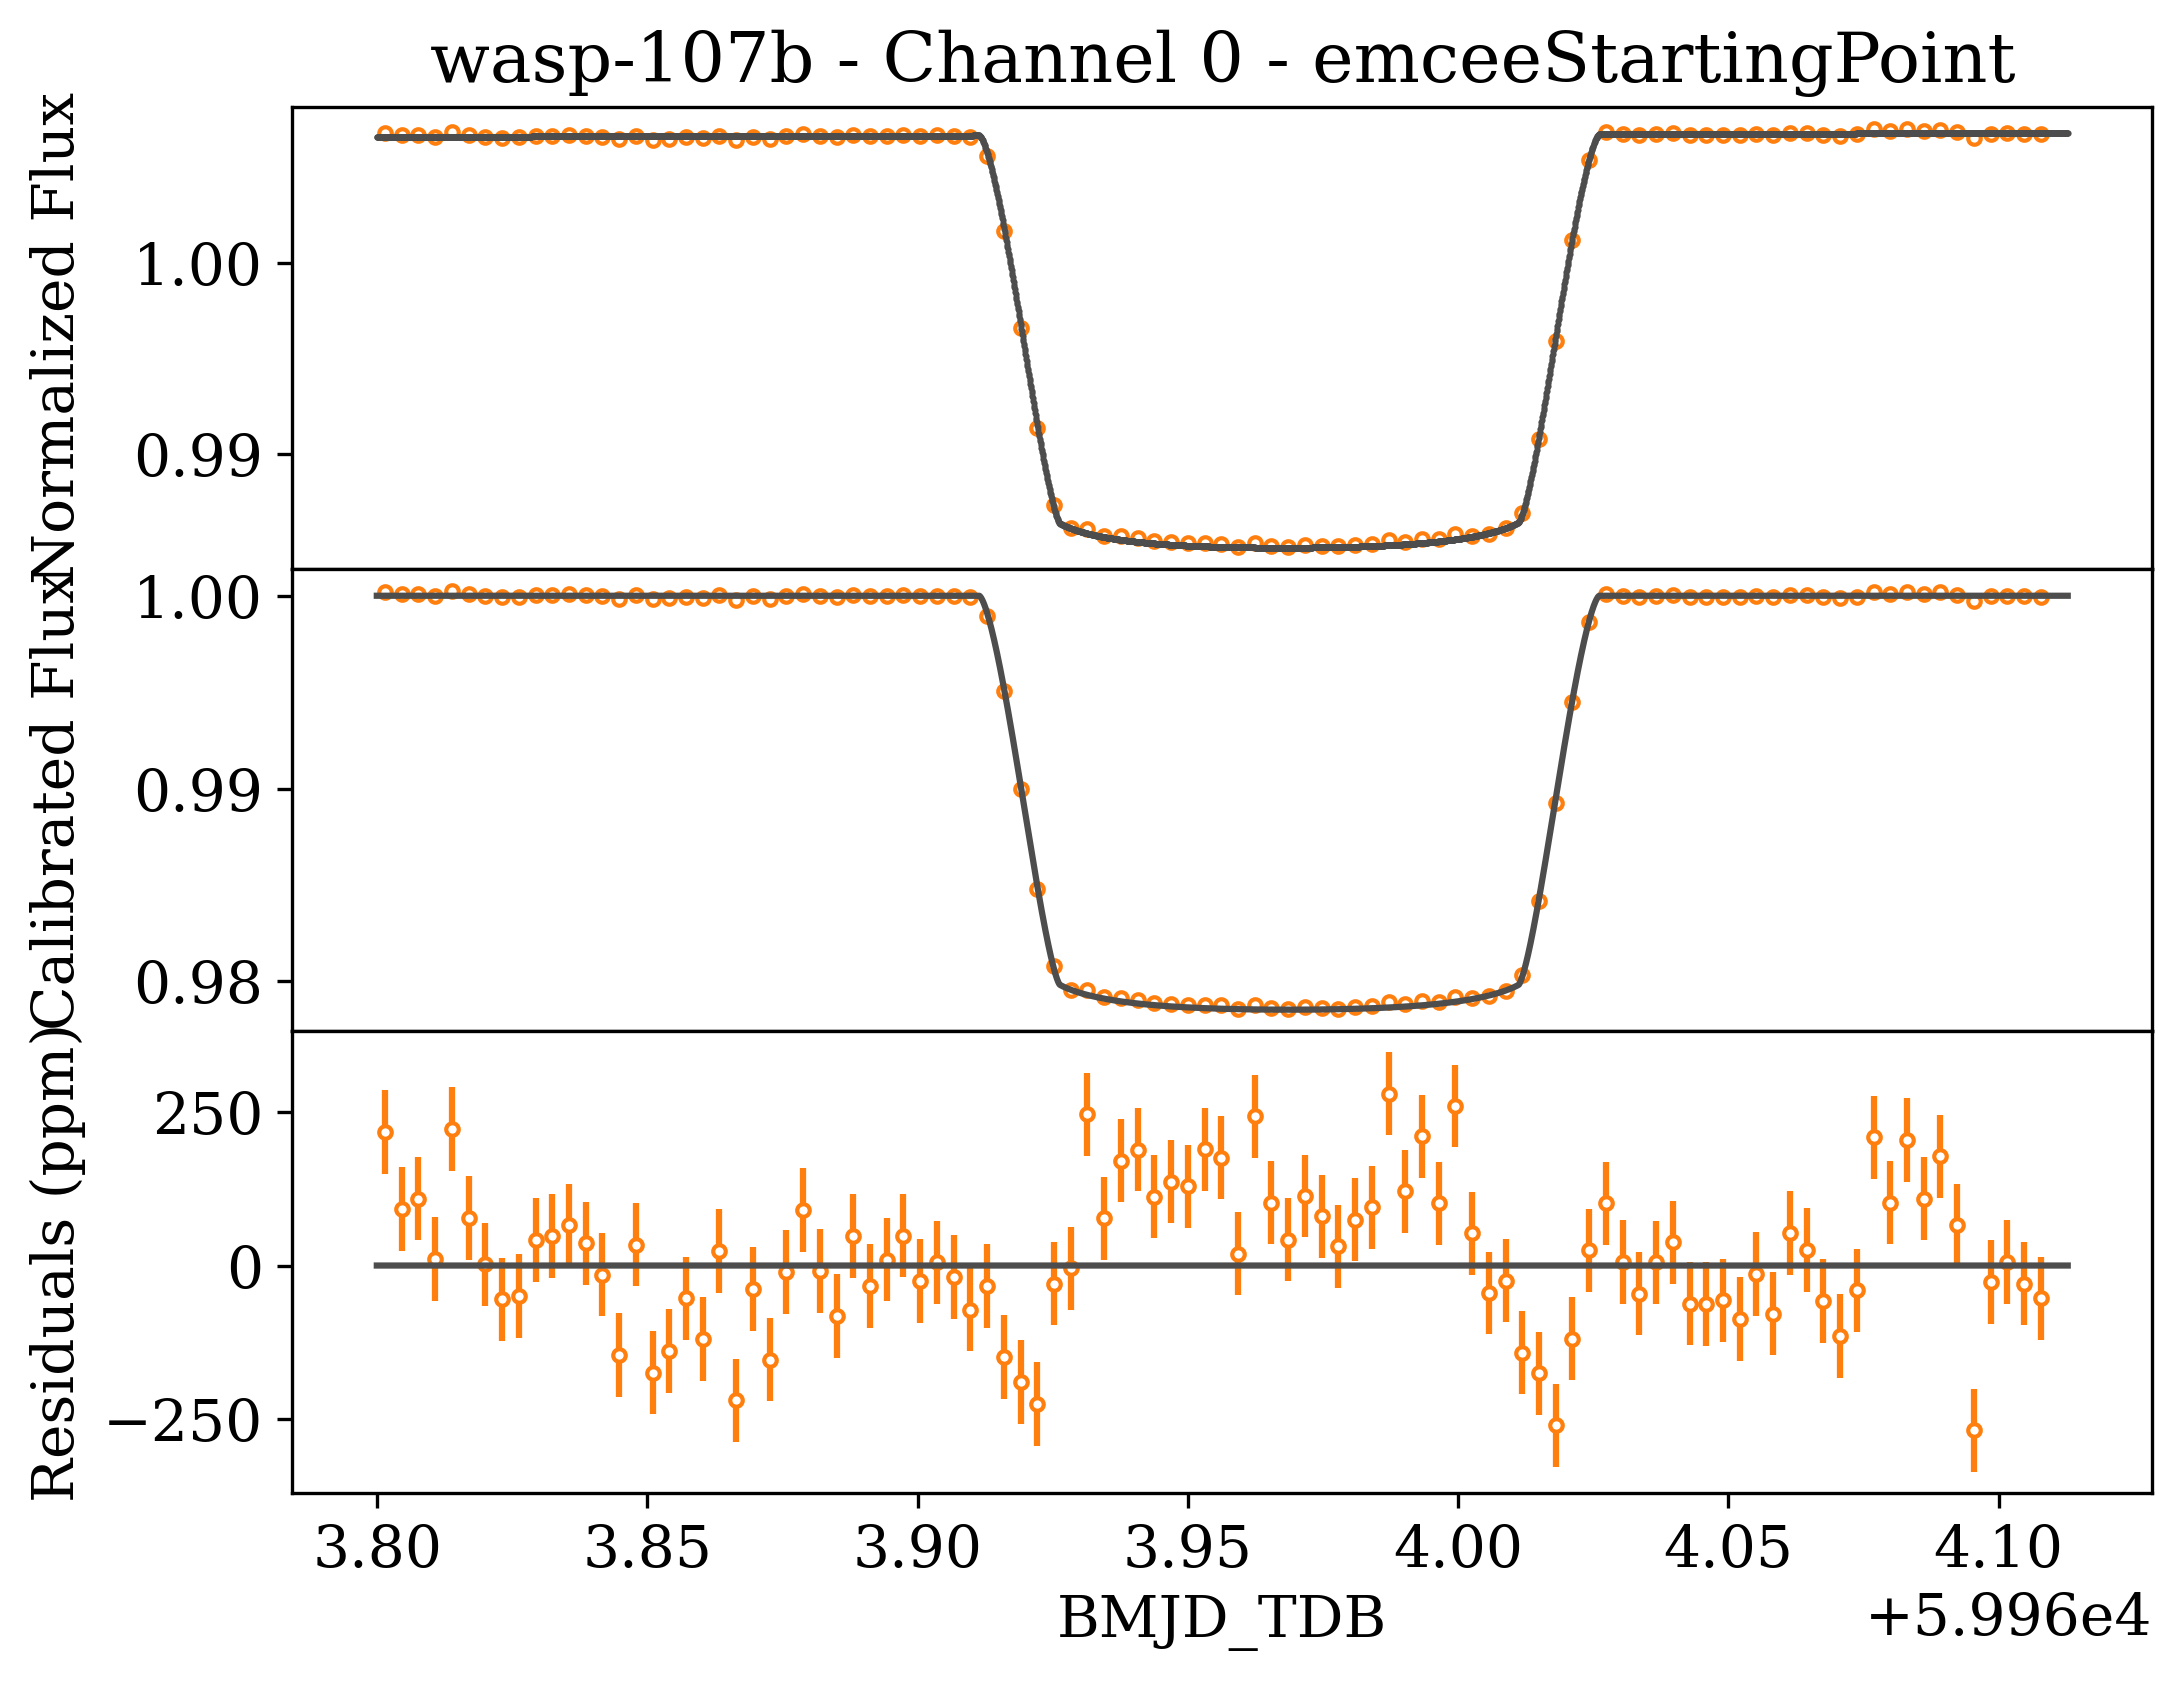 wasp-107b - Channel 0 - emceeStartingPoint
Normalized Flux
1.00
0.99
Calibrated Flux
1.00
0.99
0.98
Residuals (ppm)
250
0
−250
3.80 3.85 3.90 3.95 4.00 4.05 4.10
BMJD_TDB
+5.996e4